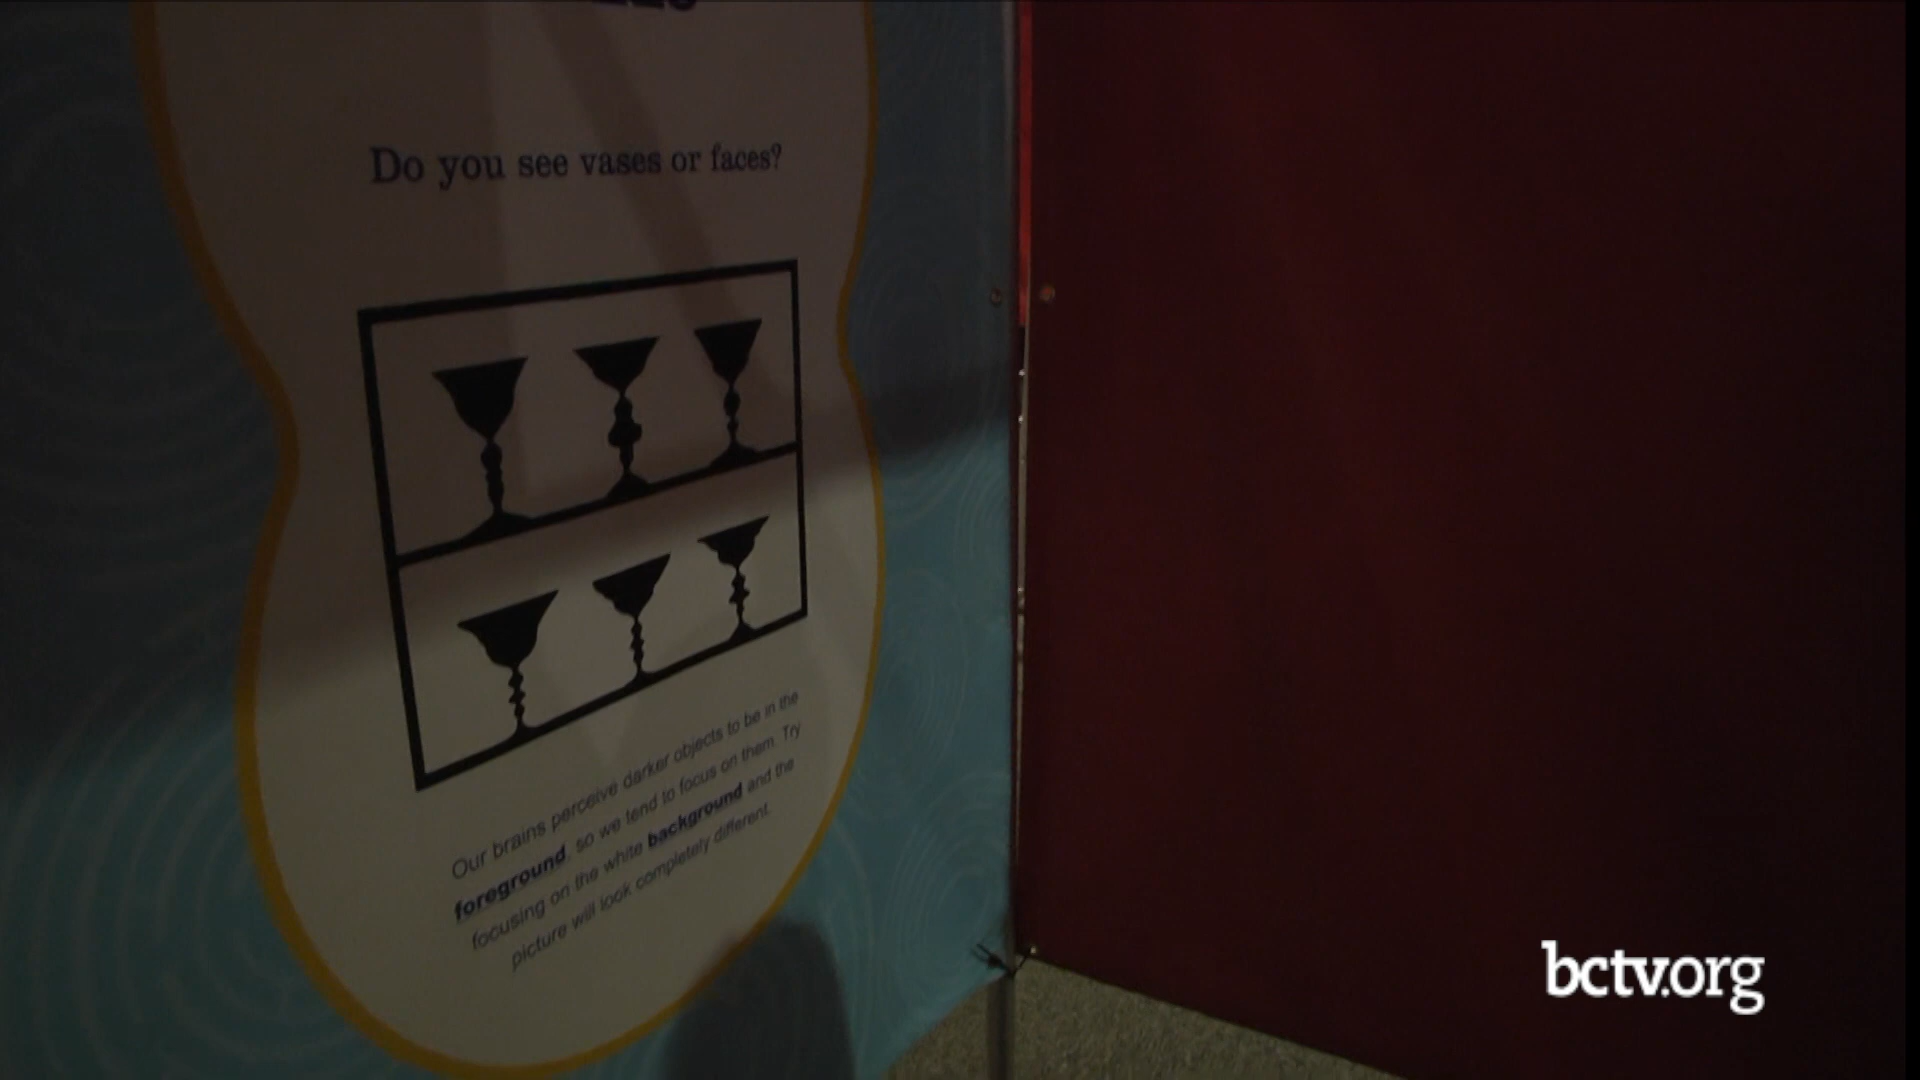 Do you see vases or faces?
Our brains perceive darker objects to be in the
foreground, so we tend to focus on them. Try
focusing on the white background and the
picture will look completely different.
bctv.org